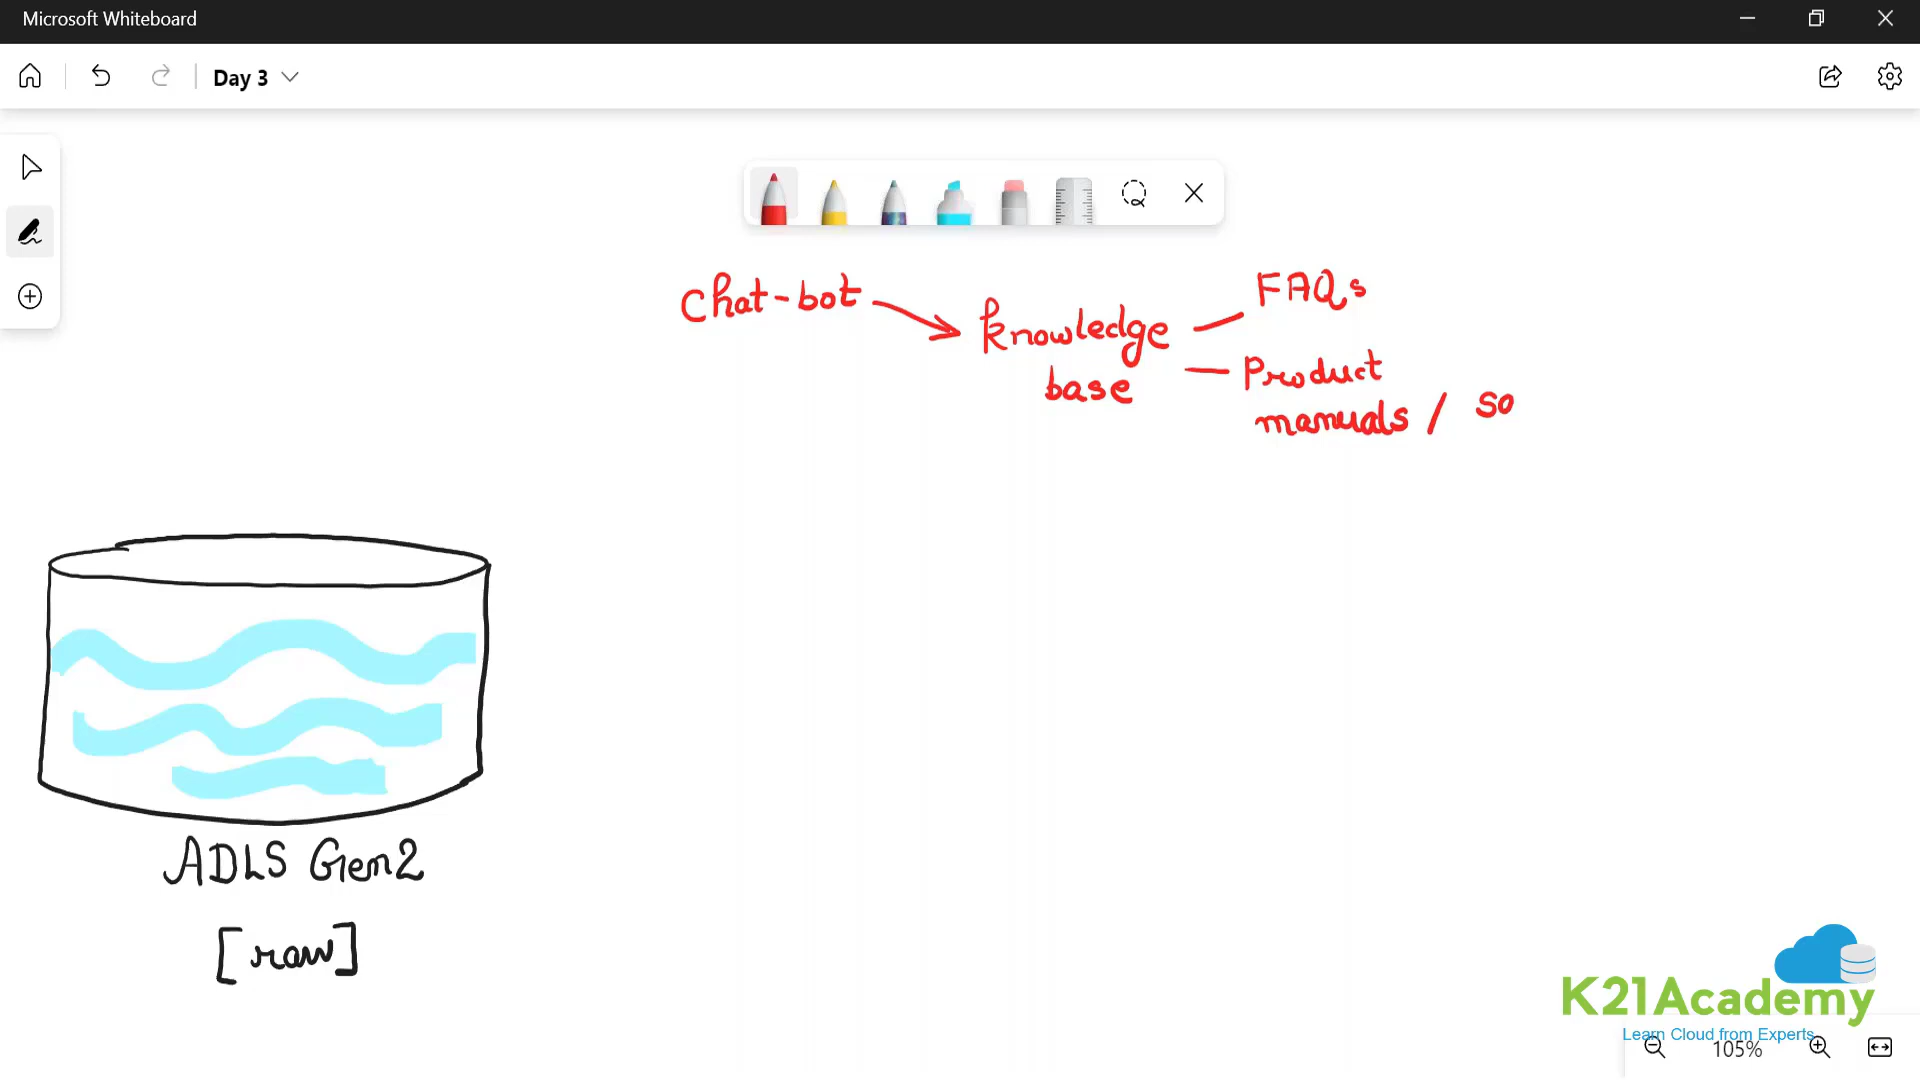 Microsoft Whiteboard
Day 3
Chat-bot
knowledge
base
FAQs
Product
manuals / SO
ADLS Gen2
[raw]
K21Academy
Learn Cloud from Experts
105%